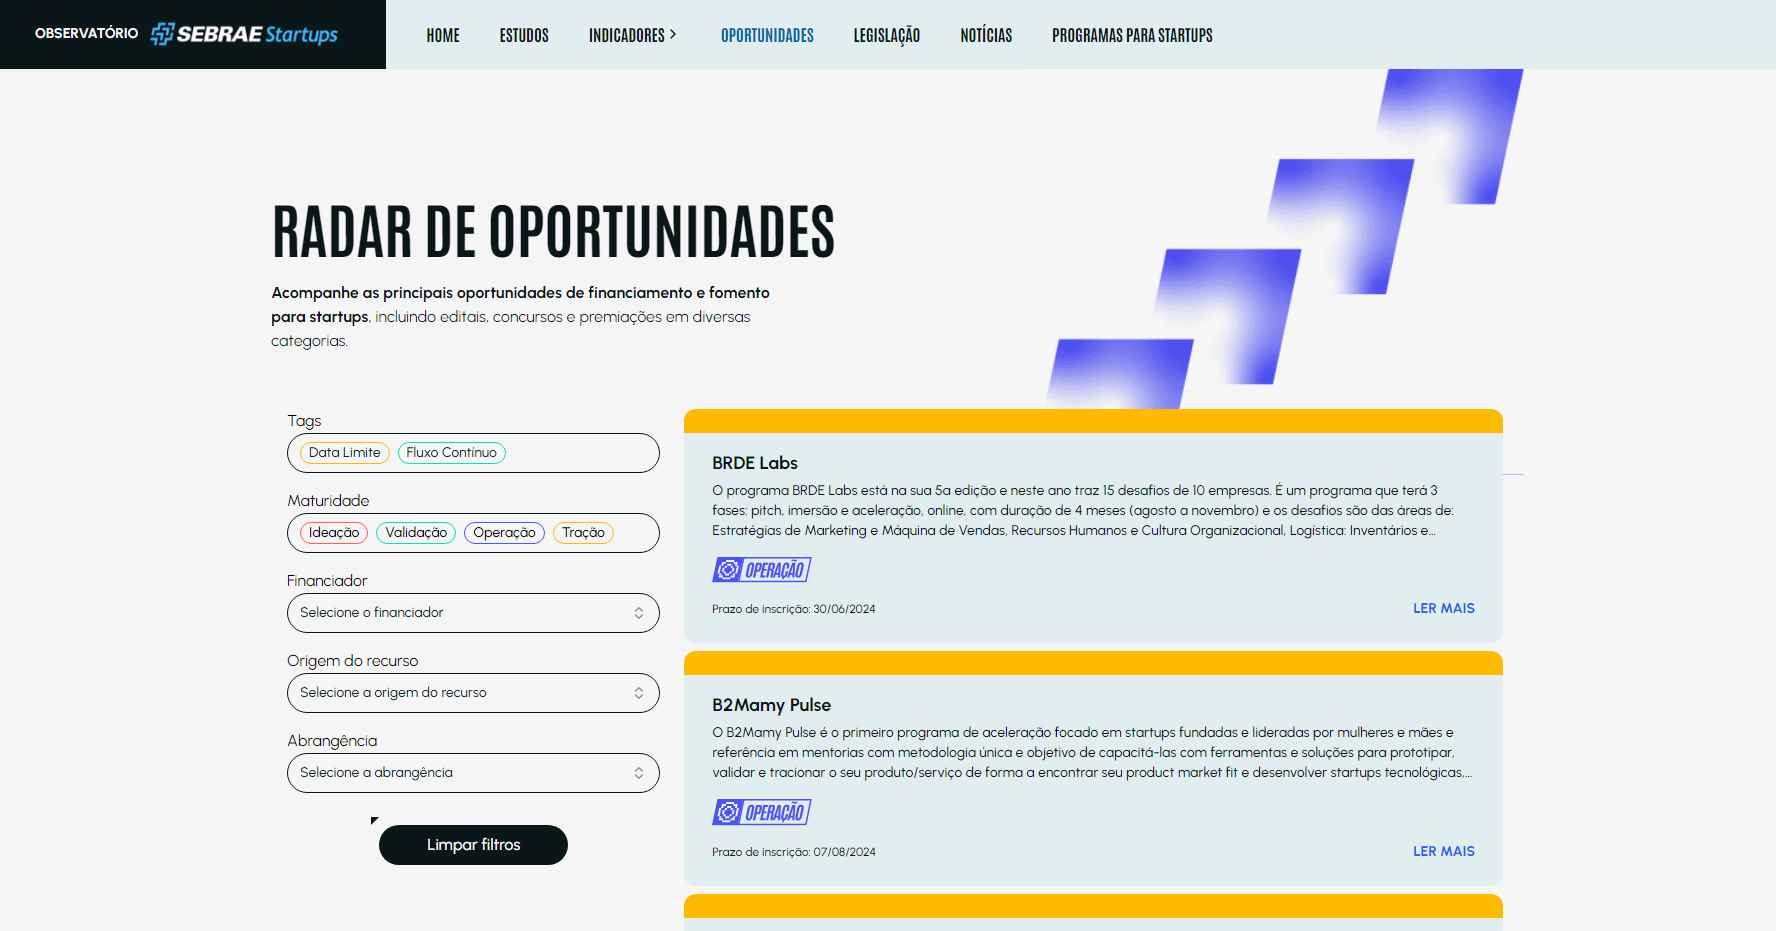 OBSERVATÓRIO SEBRAE Startups
HOME ESTUDOS INDICADORES OPORTUNIDADES LEGISLAÇÃO NOTÍCIAS PROGRAMAS PARA STARTUPS
RADAR DE OPORTUNIDADES
Acompanhe as principais oportunidades de financiamento e fomento
para startups, incluindo editais, concursos e premiações em diversas
categorias.
Tags
Data Limite Fluxo Contínuo
Maturidade
Ideação Validação Operação Tração
Financiador
Selecione o financiador
Origem do recurso
Selecione a origem do recurso
Abrangência
Selecione a abrangência
Limpar filtros
BRDE Labs
O programa BRDE Labs está na sua 5a edição e neste ano traz 15 desafios de 10 empresas. É um programa que terá 3
fases: pitch, imersão e aceleração, online, com duração de 4 meses (agosto a novembro) e os desafios são das áreas de:
Estratégias de Marketing e Máquina de Vendas, Recursos Humanos e Cultura Organizacional, Logística: Inventários e...
OPERAÇÃO
Prazo de inscrição: 30/06/2024
LER MAIS
B2Mamy Pulse
O B2Mamy Pulse é o primeiro programa de aceleração focado em startups fundadas e lideradas por mulheres e mães e
referência em mentorias com metodologia única e objetivo de capacitá-las com ferramentas e soluções para prototipar,
validar e tracionar o seu produto/serviço de forma a encontrar seu product market fit e desenvolver startups tecnológicas,...
OPERAÇÃO
Prazo de inscrição: 07/08/2024
LER MAIS